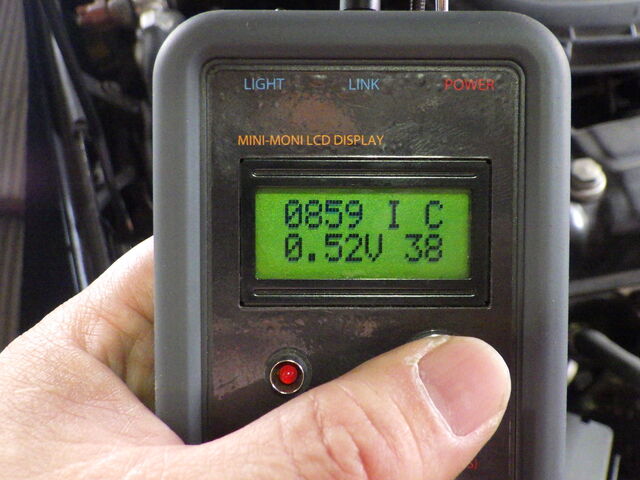 LIGHT LINK POWER
MINI-MONI LCD DISPLAY
0859 I C
0.52V 38